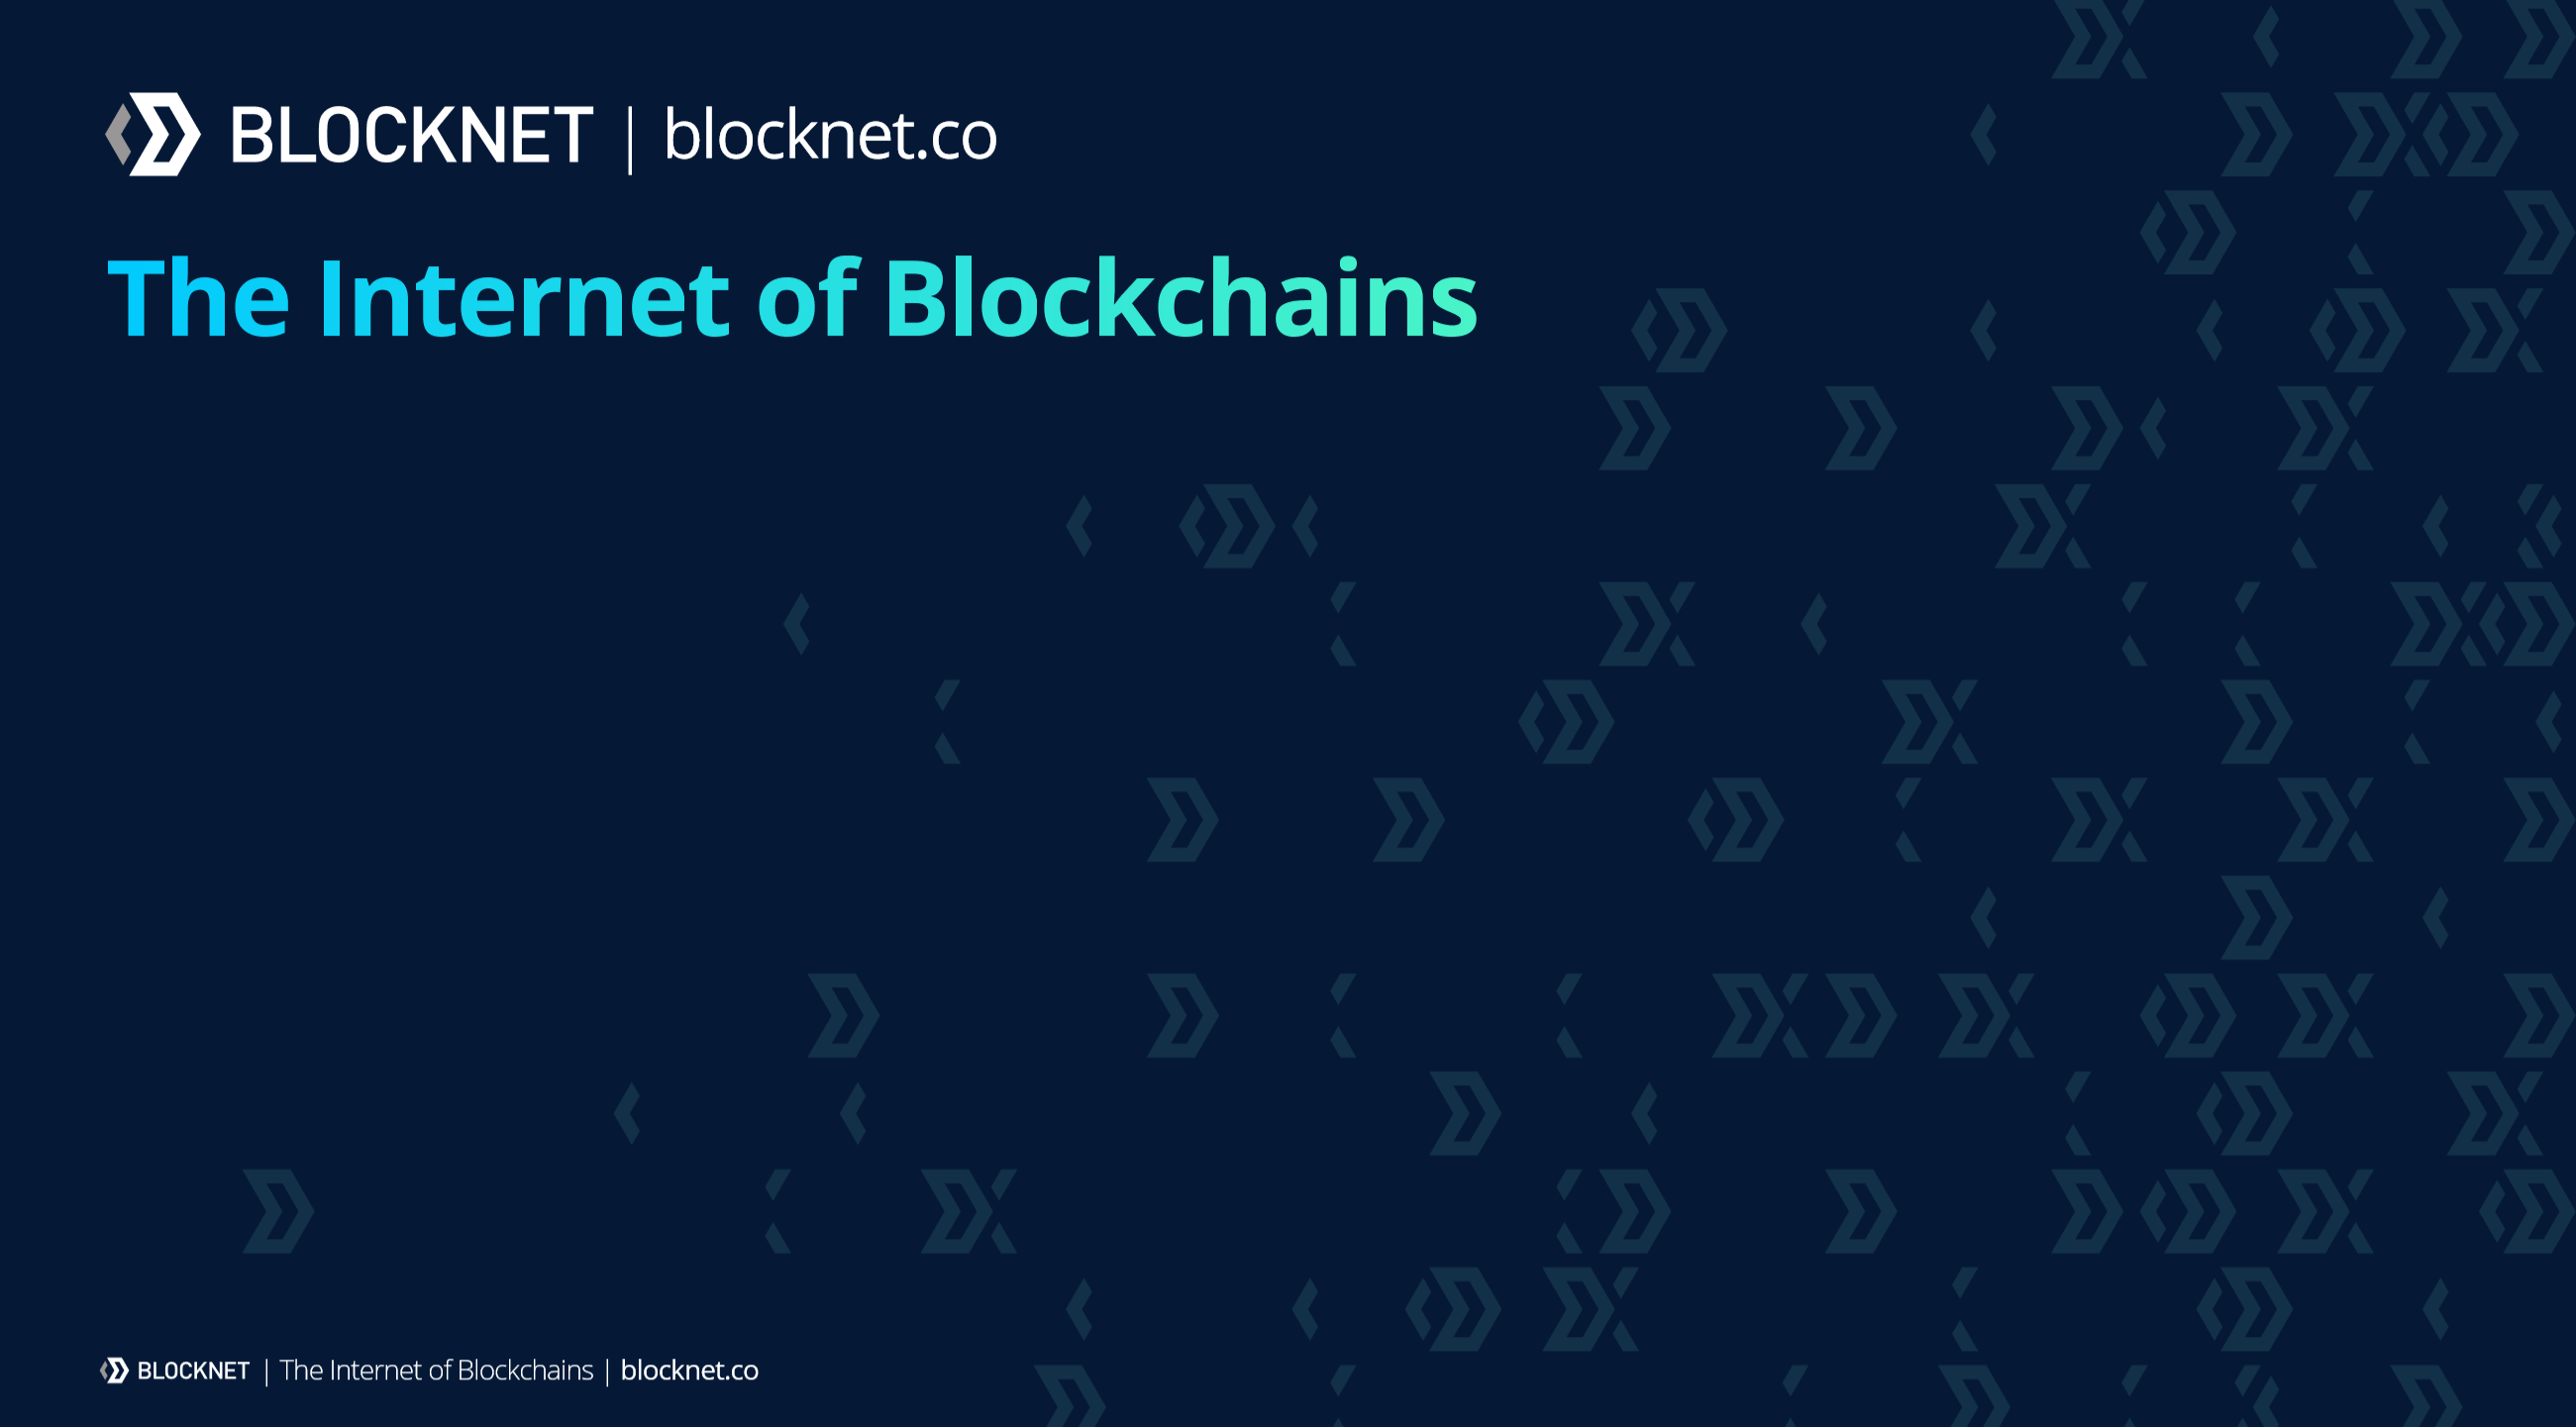 BLOCKNET | blocknet.co
The Internet of Blockchains
BLOCKNET | The Internet of Blockchains | blocknet.co